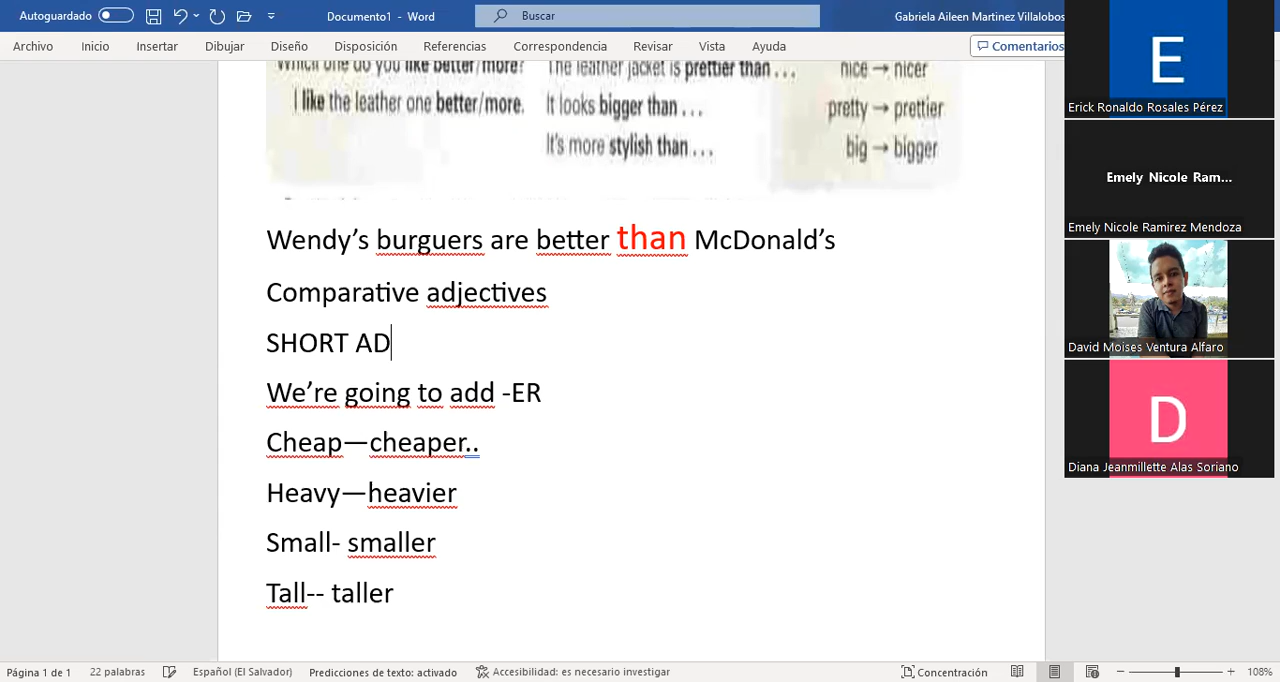 Autoguardado
Documento1 - Word
Buscar
Gabriela Aileen Martinez Villalobos
Archivo Inicio Insertar Dibujar Diseño Disposición Referencias Correspondencia Revisar Vista Ayuda
Comentarios
Which one do you like better/more? The leather jacket is prettier than . . . nice → nicer
I like the leather one better/more. It looks bigger than . . . pretty → prettier
It's more stylish than . . . big → bigger
Wendy’s burguers are better than McDonald’s
Comparative adjectives
SHORT AD
We’re going to add -ER
Cheap—cheaper..
Heavy—heavier
Small- smaller
Tall-- taller
E
Erick Ronaldo Rosales Pérez
Emely Nicole Ram...
Emely Nicole Ramirez Mendoza
David Moises Ventura Alfaro
D
Diana Jeanmillette Alas Soriano
Página 1 de 1 22 palabras Español (El Salvador) Predicciones de texto: activado Accesibilidad: es necesario investigar Concentración 108%